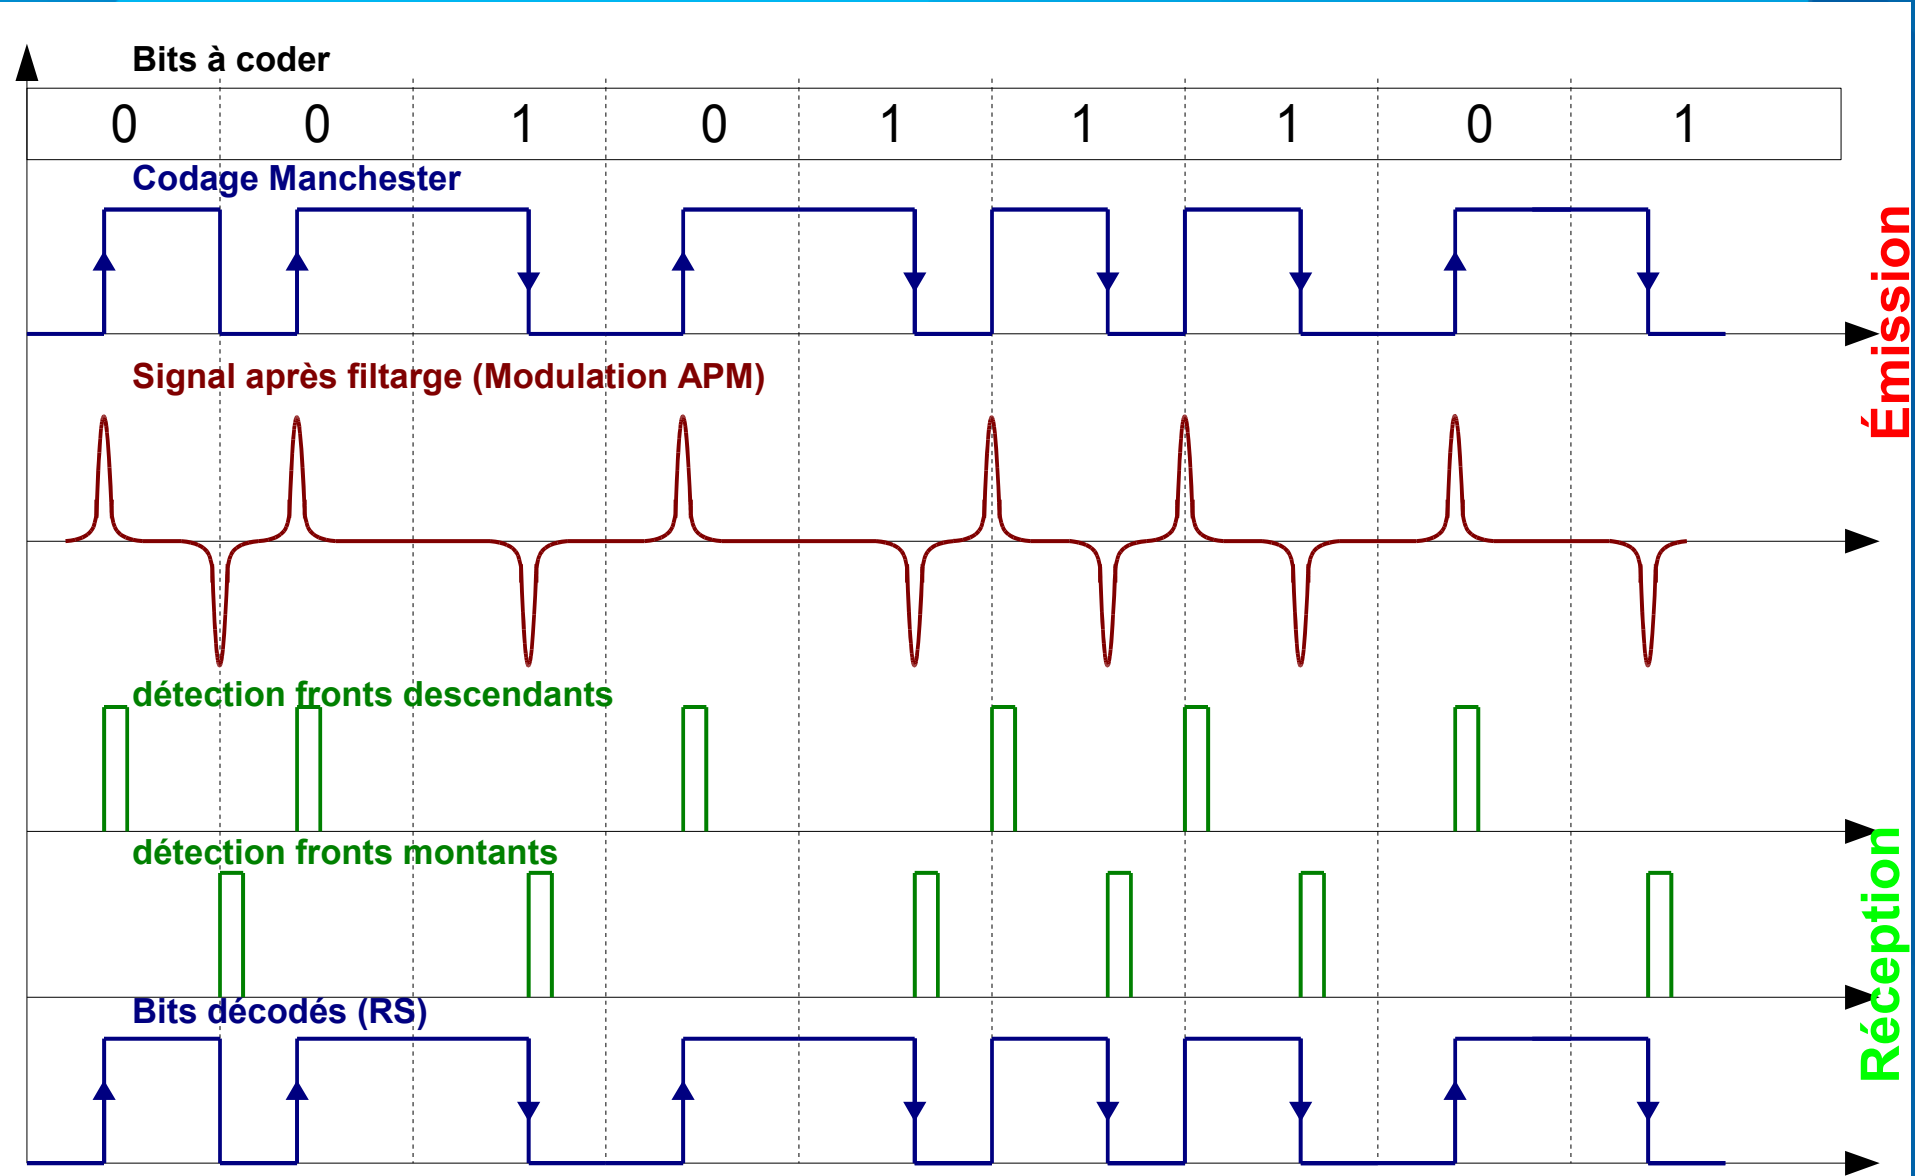 Bits à coder
0 0 1 0 1 1 1 0 1
Codage Manchester
Émission
Signal après filtarge (Modulation APM)
détection fronts descendants
détection fronts montants
Réception
Bits décodés (RS)